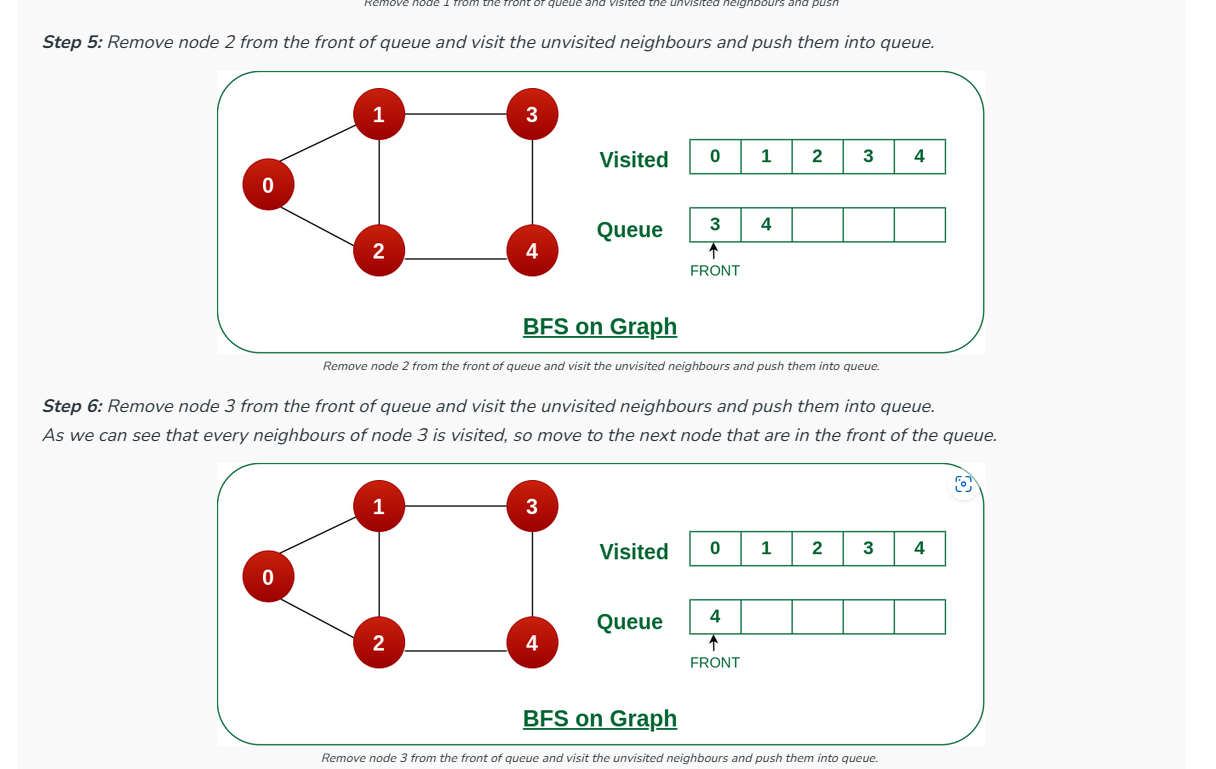 Remove node 1 from the front of queue and visited the unvisited neighbours and push
Step 5: Remove node 2 from the front of queue and visit the unvisited neighbours and push them into queue.
1 3
Visited 0 1 2 3 4
0
Queue 3 4
2 4
FRONT
BFS on Graph
Remove node 2 from the front of queue and visit the unvisited neighbours and push them into queue.
Step 6: Remove node 3 from the front of queue and visit the unvisited neighbours and push them into queue.
As we can see that every neighbours of node 3 is visited, so move to the next node that are in the front of the queue.
1 3
Visited 0 1 2 3 4
0
Queue 4
2 4
FRONT
BFS on Graph
Remove node 3 from the front of queue and visit the unvisited neighbours and push them into queue.